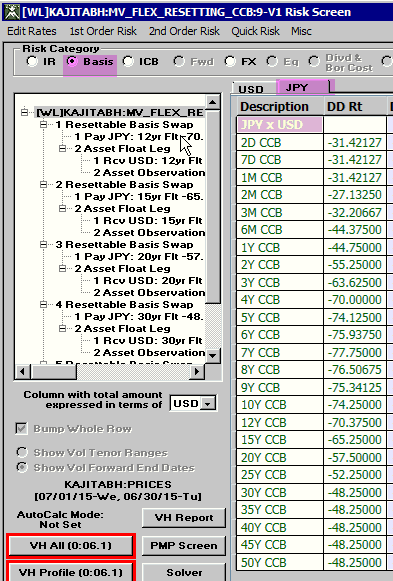 [WL]KAJITABH:MV_FLEX_RESETTING_CCB:9-V1 Risk Screen
Edit Rates 1st Order Risk 2nd Order Risk Quick Risk Misc
Risk Category
IR Basis ICB Fwd FX Eq Divd & Bor Cost
USD JPY
[WL]KAJITABH:MV_FLEX_RE
1 Resettable Basis Swap
1 Pay JPY: 12yr Flt -70.
2 Asset Float Leg
1 Rcv USD: 12yr Flt
2 Asset Observation
2 Resettable Basis Swap
1 Pay JPY: 15yr Flt -65.
2 Asset Float Leg
1 Rcv USD: 15yr Flt
2 Asset Observation
3 Resettable Basis Swap
1 Pay JPY: 20yr Flt -57.
2 Asset Float Leg
1 Rcv USD: 20yr Flt
2 Asset Observation
4 Resettable Basis Swap
1 Pay JPY: 30yr Flt -48.
2 Asset Float Leg
1 Rcv USD: 30yr Flt
2 Asset Observation
5 Resettable Basis Swap
Description DD Rt D
JPY x USD
2D CCB -31.42127
7D CCB -31.42127
1M CCB -31.42127
2M CCB -27.13250
3M CCB -32.20667
6M CCB -44.37500
1Y CCB -44.75000
2Y CCB -55.25000
3Y CCB -63.62500
4Y CCB -70.00000
5Y CCB -74.12500
6Y CCB -75.93750
7Y CCB -77.75000
8Y CCB -76.50675
9Y CCB -75.34125
10Y CCB -74.25000
12Y CCB -70.37500
15Y CCB -65.25000
20Y CCB -57.50000
25Y CCB -52.25000
30Y CCB -48.25000
35Y CCB -48.25000
40Y CCB -48.25000
45Y CCB -48.25000
50Y CCB -48.25000
Column with total amount
expressed in terms of USD
Bump Whole Row
Show Vol Tenor Ranges
Show Vol Forward End Dates
KAJITABH:PRICES
[07/01/15-We, 06/30/15-Tu]
AutoCalc Mode:
Not Set
VH Report
VH All (0:06.1) PMP Screen
VH Profile (0:06.1) Solver